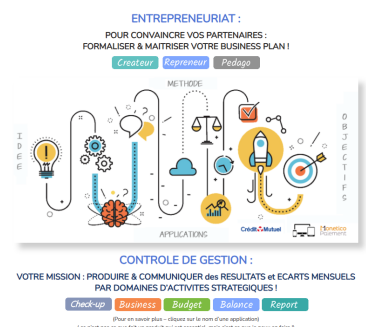 ENTREPRENEURIAT :
POUR CONVAINCRE VOS PARTENAIRES :
FORMALISER & MAITRISER VOTRE BUSINESS PLAN !
Createur Repreneur Pedago
METHODE
IDEE
OBJECTIFS
APPLICATIONS
Crédit Mutuel
Monetico
Paiement
CONTROLE DE GESTION :
VOTRE MISSION : PRODUIRE & COMMUNIQUER des RESULTATS et ECARTS MENSUELS
PAR DOMAINES D'ACTIVITES STRATEGIQUES !
Check-up Business Budget Balance Report
(Pour en savoir plus – cliquez sur le nom d'une application)